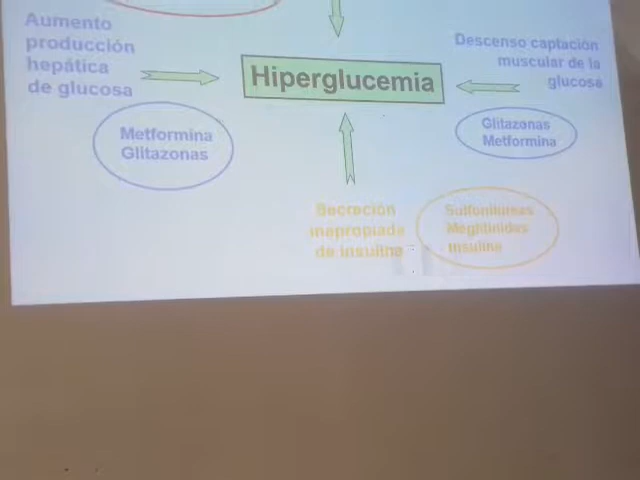 Aumento
producción
hepática
de glucosa
Metformina
Glitazonas
Hiperglucemia
Descenso captación
muscular de la
glucosa
Glitazonas
Metformina
Secreción
inapropiada
de insulina
Sulfonilureas
Meglitinidas
Insulina